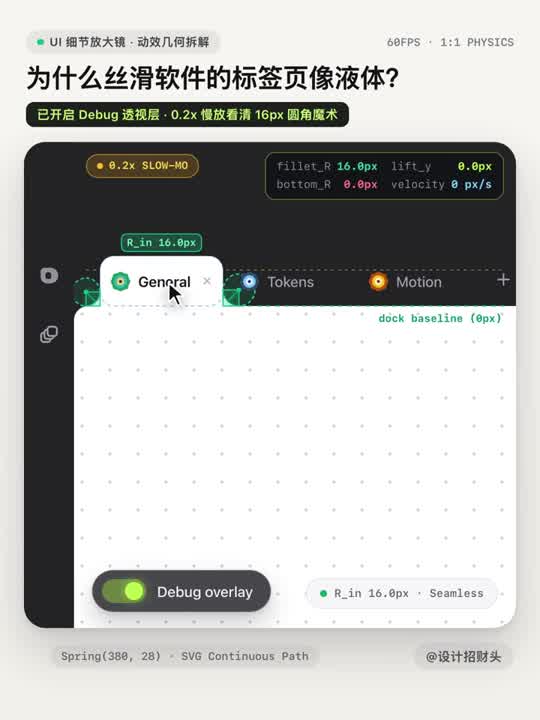 UI 细节放大镜 · 动效几何拆解
60FPS · 1:1 PHYSICS
为什么丝滑软件的标签页像液体?
已开启 Debug 透视层 · 0.2x 慢放看清 16px 圆角魔术
0.2x SLOW-MO
fillet_R 16.0px lift_y 0.0px
bottom_R 0.0px velocity 0 px/s
R_in 16.0px
General × Tokens Motion +
dock baseline (0px)
Debug overlay
R_in 16.0px · Seamless
Spring(380, 28) · SVG Continuous Path
@设计招财头